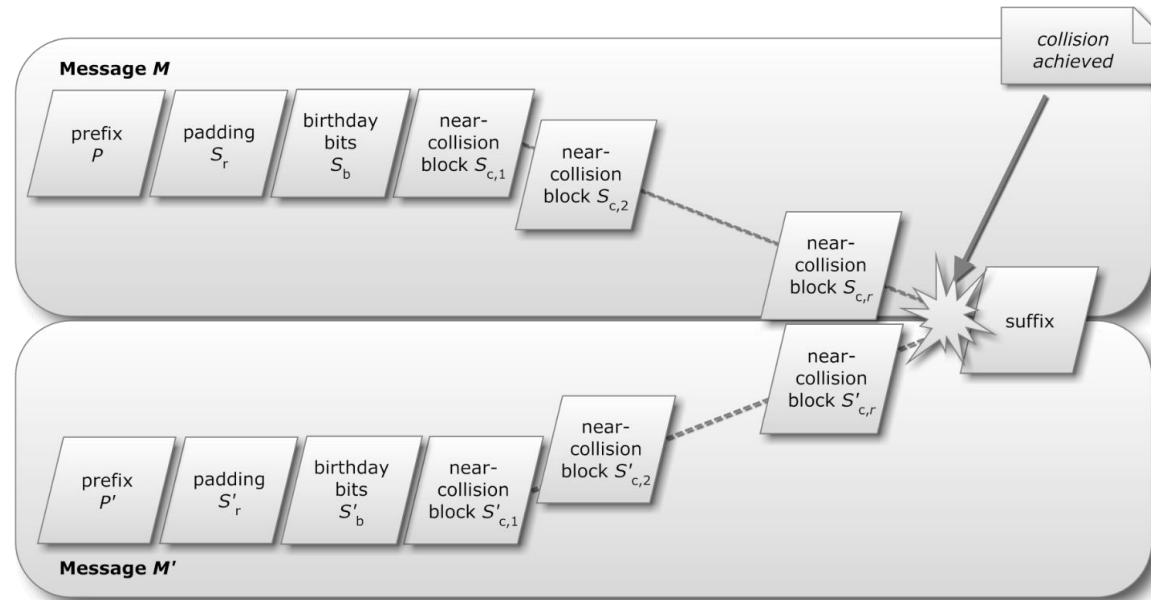 collision
achieved
Message M
prefix
P
padding
Sr
birthday
bits
Sb
near-
collision
block Sc,1
near-
collision
block Sc,2
near-
collision
block Sc,r
suffix
near-
collision
block S'c,r
near-
collision
block S'c,2
prefix
P'
padding
S'r
birthday
bits
S'b
near-
collision
block S'c,1
Message M'